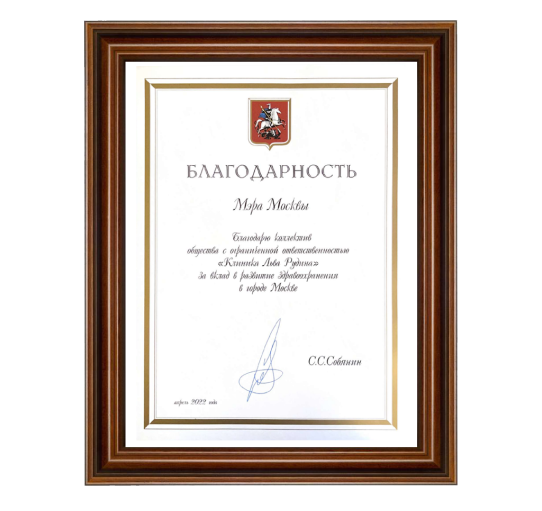 БЛАГОДАРНОСТЬ
Мэра Москвы
Благодарю коллектив
общества с ограниченной ответственностью
«Клиника Льва Рудина»
за вклад в развитие здравоохранения
в городе Москве
С.С.Собянин
2022 года